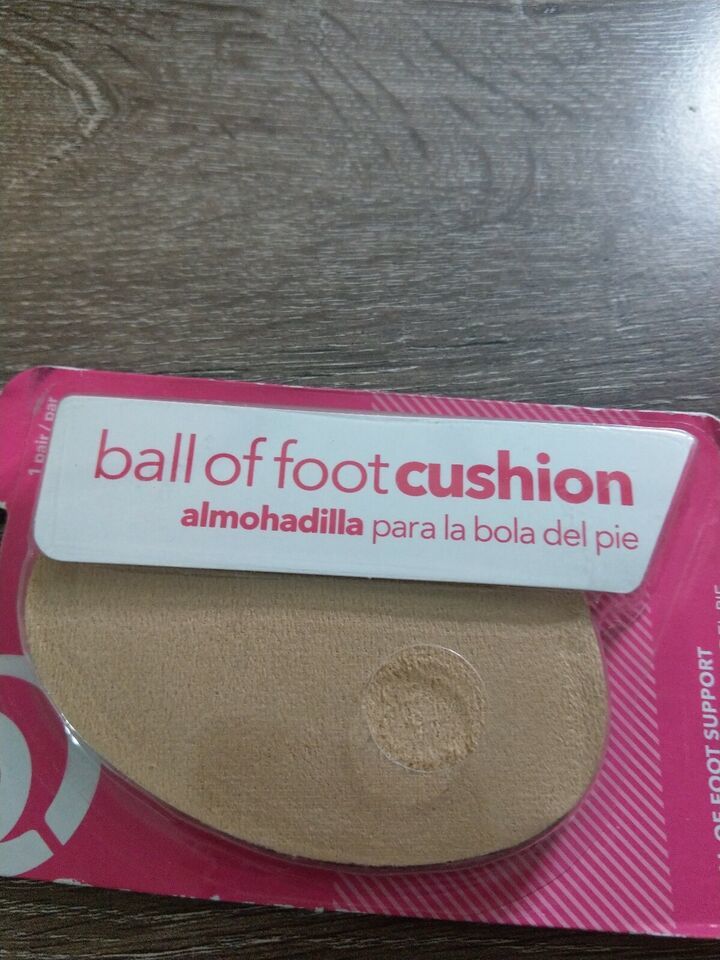 1 pair / par
ball of foot cushion
almohadilla para la bola del pie
OF FOOT SUPPORT